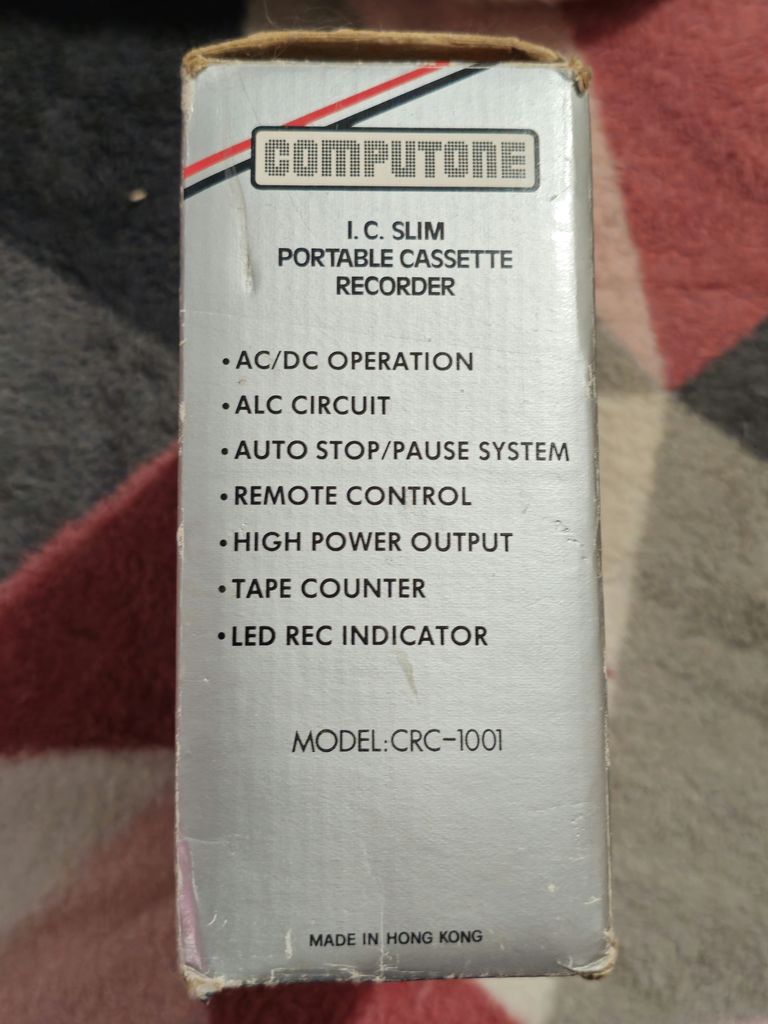 COMPUTONE
I.C. SLIM
PORTABLE CASSETTE
RECORDER
• AC/DC OPERATION
• ALC CIRCUIT
• AUTO STOP/PAUSE SYSTEM
• REMOTE CONTROL
• HIGH POWER OUTPUT
• TAPE COUNTER
• LED REC INDICATOR
MODEL:CRC-1001
MADE IN HONG KONG